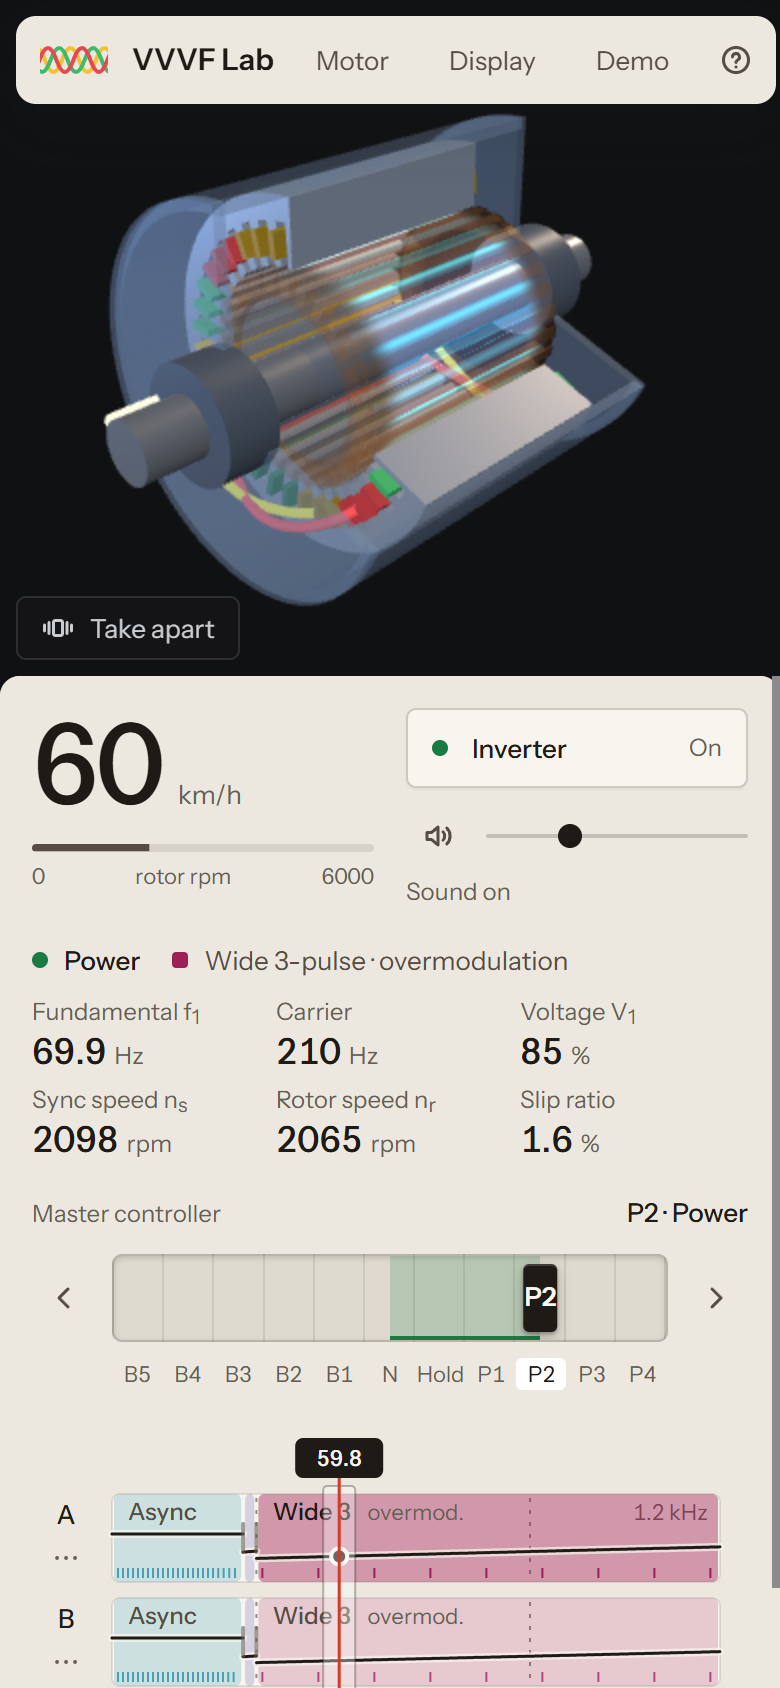 VVVF Lab Motor Display Demo
Take apart
60 km/h
Inverter On
0 rotor rpm 6000
Sound on
Power Wide 3-pulse · overmodulation
Fundamental f1 Carrier Voltage V1
69.9 Hz 210 Hz 85 %
Sync speed ns Rotor speed nr Slip ratio
2098 rpm 2065 rpm 1.6 %
Master controller P2 · Power
P2
B5 B4 B3 B2 B1 N Hold P1 P2 P3 P4
59.8
A Async Wide 3 overmod. 1.2 kHz
B Async Wide 3 overmod.